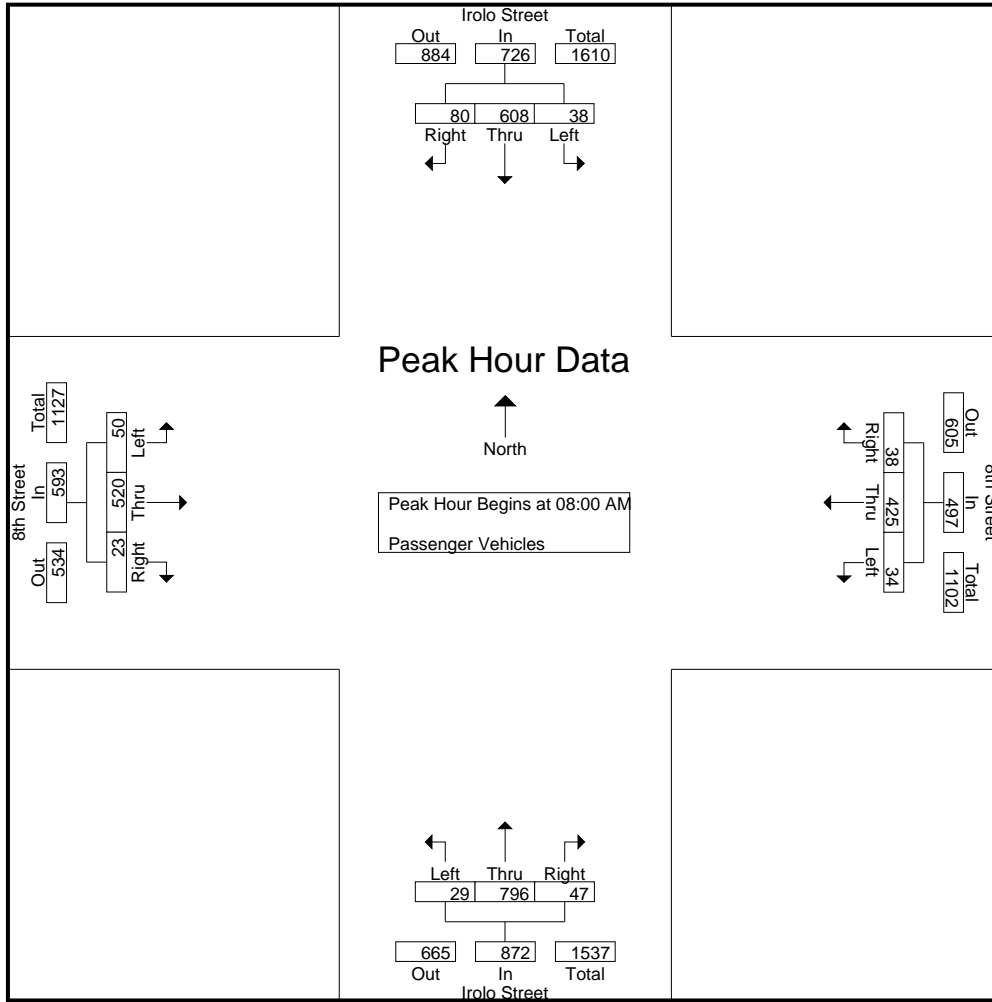 Irolo Street
Out In Total
884 726 1610
80 608 38
Right Thru Left
Peak Hour Data
North
Peak Hour Begins at 08:00 AM
Passenger Vehicles
8th Street
Total In Out
1127 593 534
50 520 23
Left Thru Right
8th Street
Out In Total
605 497 1102
38 425 34
Right Thru Left
Left Thru Right
29 796 47
665 872 1537
Out In Total
Irolo Street